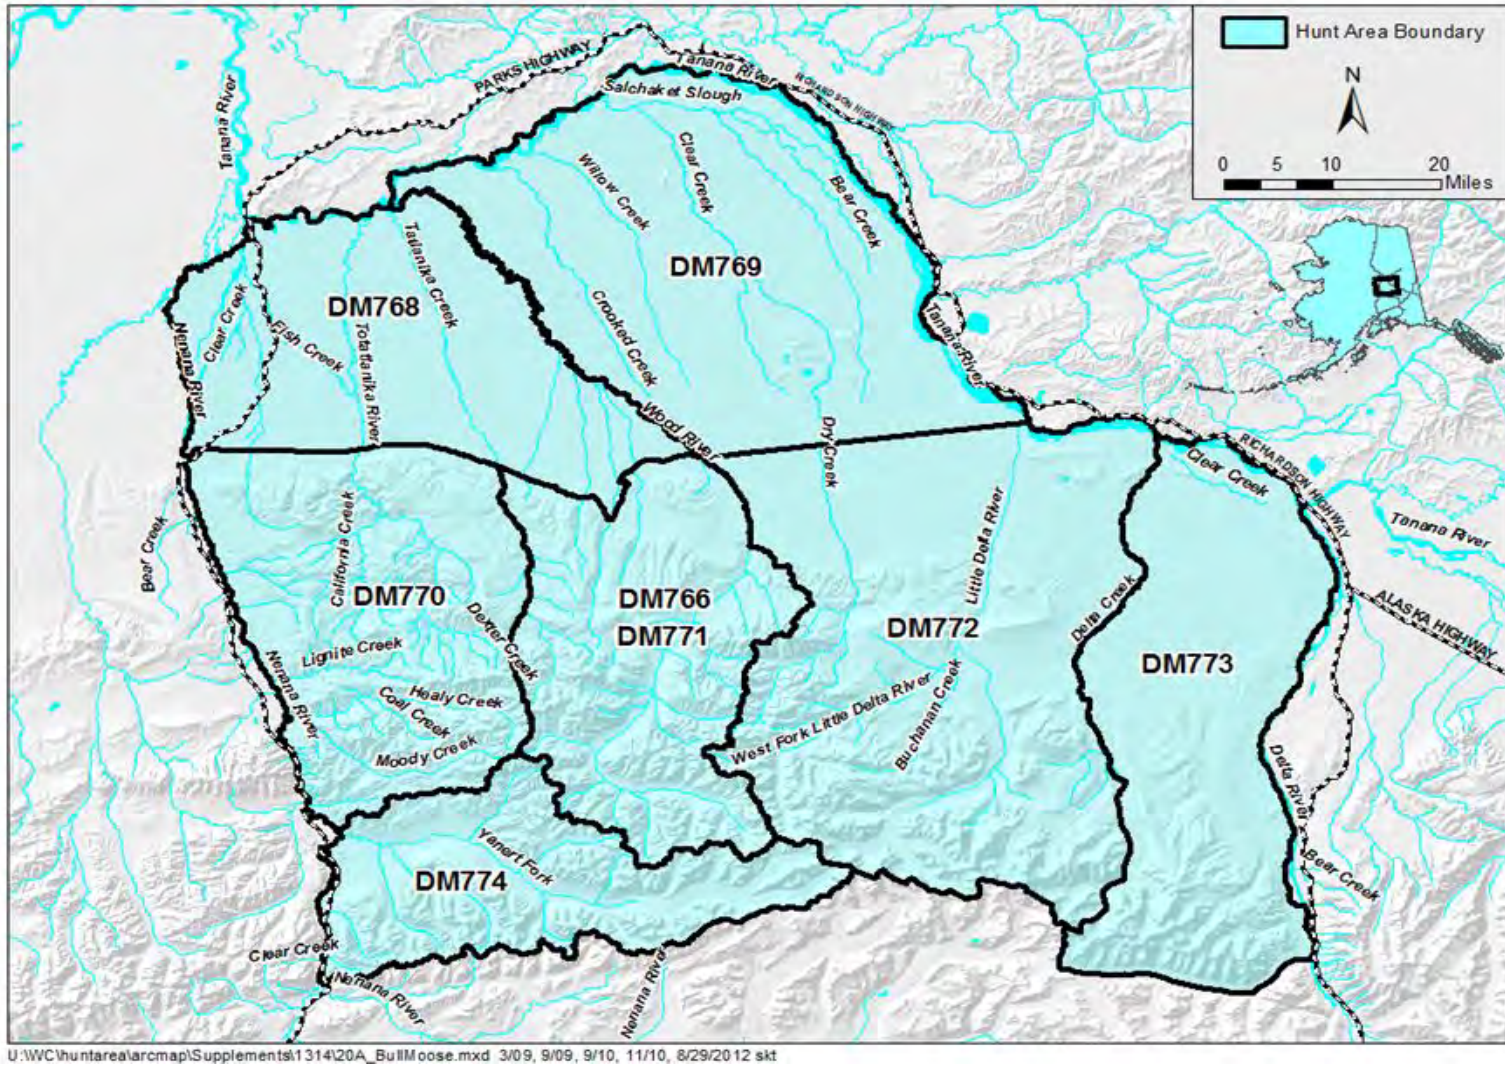 Hunt Area Boundary
N
0 5 10 20
Miles
PARKS HIGHWAY
Tanana River
RICHARDSON HIGHWAY
Salchaket Slough
Tanana River
Clear Creek
Willow Creek
Bear Creek
Tatlanika Creek
DM769
DM768
Clear Creek
Fish Creek
Totatlanika River
Crooked Creek
Tanana River
Nenana River
Wood River
Dry Creek
RICHARDSON HIGHWAY
Clear Creek
Tanana River
Bear Creek
California Creek
Little Delta River
DM770
DM766
DM771
DM772
Delta Creek
ALASKA HIGHWAY
Dexter Creek
Lignite Creek
DM773
Nenana River
Healy Creek
Coal Creek
West Fork Little Delta River
Buchanan Creek
Moody Creek
Delta River
Yanert Fork
DM774
Bear Creek
Clear Creek
Nenana River
Nenana River
U:\WC\huntarea\arcmap\Supplements\1314\20A_BullMoose.mxd 3/09, 9/09, 9/10, 11/10, 8/29/2012 skt